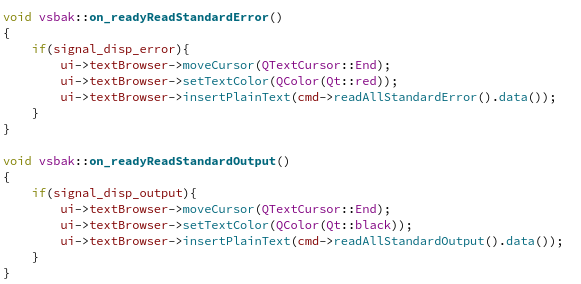 void vsbak::on_readyReadStandardError()
{
    if(signal_disp_error){
        ui->textBrowser->moveCursor(QTextCursor::End);
        ui->textBrowser->setTextColor(QColor(Qt::red));
        ui->textBrowser->insertPlainText(cmd->readAllStandardError().data());
    }
}

void vsbak::on_readyReadStandardOutput()
{
    if(signal_disp_output){
        ui->textBrowser->moveCursor(QTextCursor::End);
        ui->textBrowser->setTextColor(QColor(Qt::black));
        ui->textBrowser->insertPlainText(cmd->readAllStandardOutput().data());
    }
}